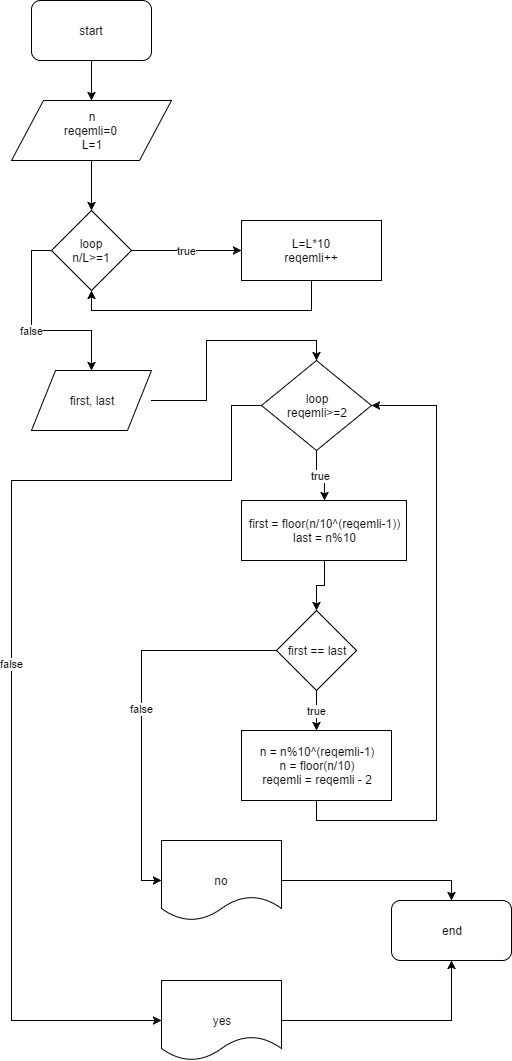 start
n
reqemli=0
L=1
loop
n/L>=1
true
L=L*10
reqemli++
false
first, last
loop
reqemli>=2
true
first = floor(n/10^(reqemli-1))
last = n%10
false
first == last
false
true
n = n%10^(reqemli-1)
n = floor(n/10)
reqemli = reqemli - 2
no
end
yes